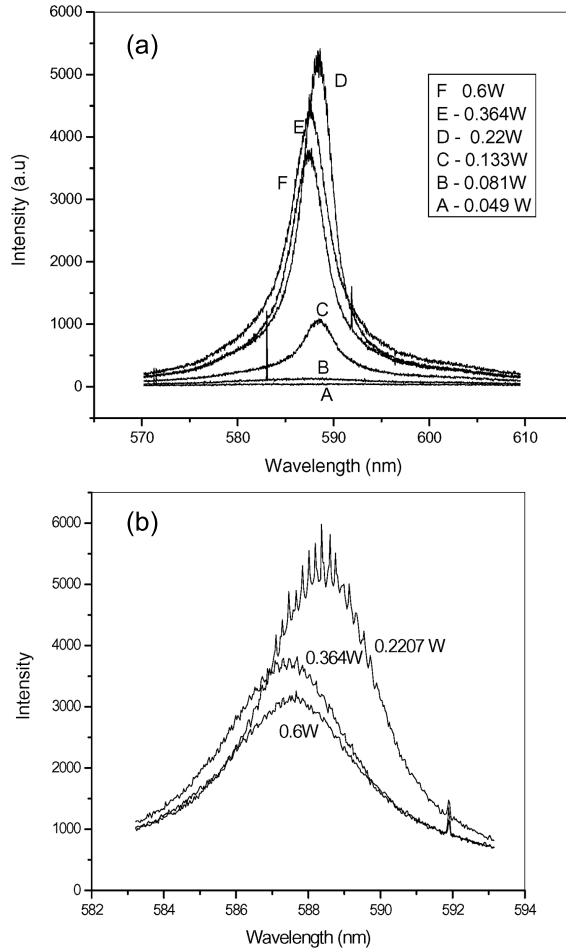 (a)
6000
5000
4000
3000
2000
1000
0
Intensity (a.u)
F 0.6W
E - 0.364W
D - 0.22W
C - 0.133W
B - 0.081W
A - 0.049 W
D
E
F
C
B
A
570 580 590 600 610
Wavelength (nm)
(b)
6000
5000
4000
3000
2000
1000
0
Intensity
0.2207 W
0.364W
0.6W
582 584 586 588 590 592 594
Wavelength (nm)